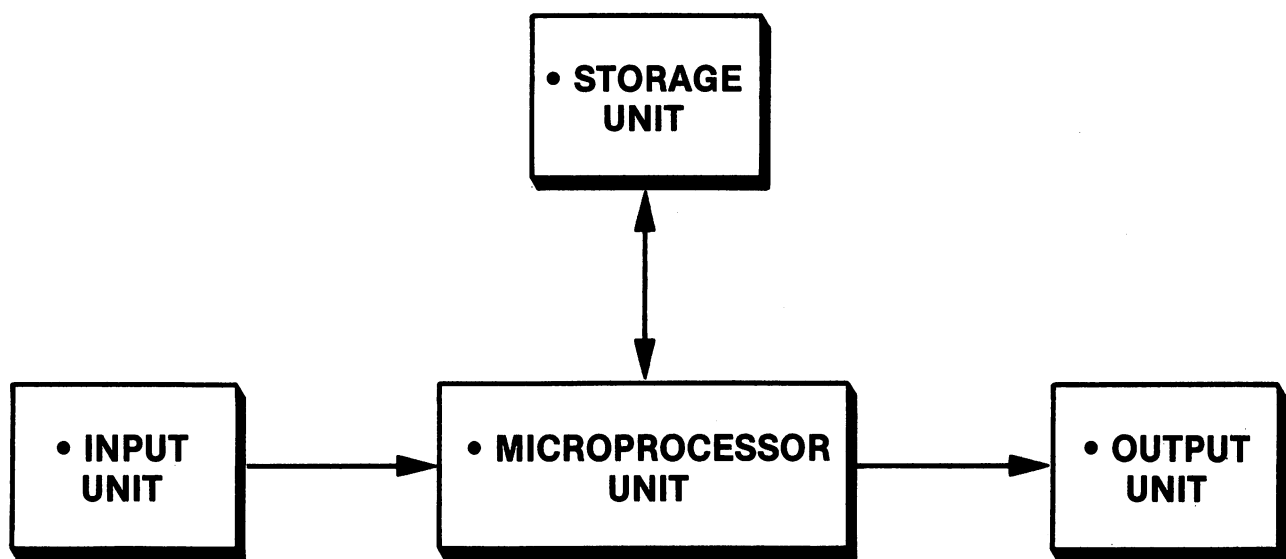 • STORAGE
UNIT
• INPUT
UNIT
• MICROPROCESSOR
UNIT
• OUTPUT
UNIT